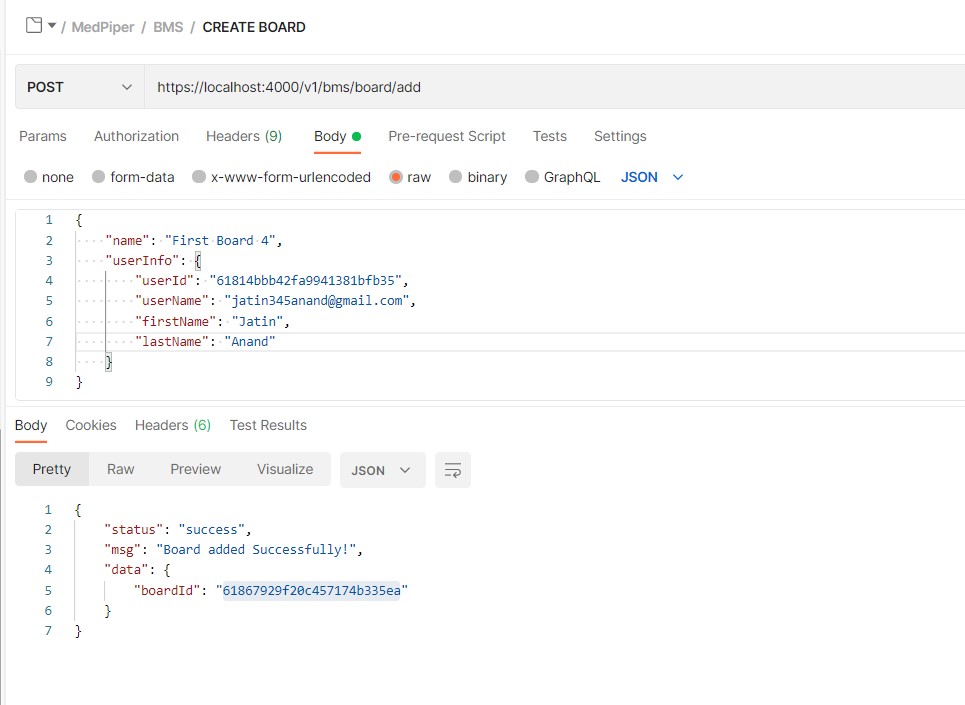 / MedPiper / BMS / CREATE BOARD
POST https://localhost:4000/v1/bms/board/add
Params Authorization Headers (9) Body Pre-request Script Tests Settings
none form-data x-www-form-urlencoded raw binary GraphQL JSON
1 {
2 "name": "First Board 4",
3 "userInfo": {
4 "userId": "61814bbb42fa9941381bfb35",
5 "userName": "jatin345anand@gmail.com",
6 "firstName": "Jatin",
7 "lastName": "Anand"
8 }
9 }
Body Cookies Headers (6) Test Results
Pretty Raw Preview Visualize JSON
1 {
2 "status": "success",
3 "msg": "Board added Successfully!",
4 "data": {
5 "boardId": "61867929f20c457174b335ea"
6 }
7 }